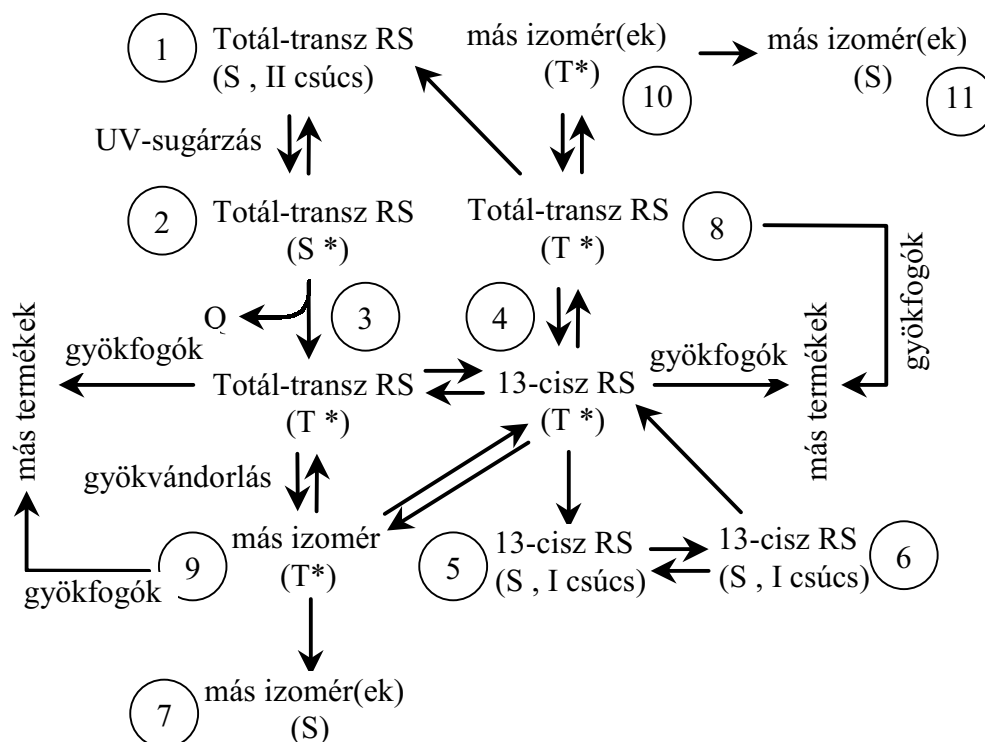 1
Totál-transz RS
(S , II csúcs)
más izomér(ek)
(T*)
10
más izomér(ek)
(S)
11
UV-sugárzás
2
Totál-transz RS
(S *)
Totál-transz RS
(T *)
8
gyökfogók
Q
3
4
gyökfogók
Totál-transz RS
(T *)
13-cisz RS
(T *)
gyökfogók
más termékek
más termékek
gyökvándorlás
9
más izomér
(T*)
gyökfogók
5
13-cisz RS
(S , I csúcs)
13-cisz RS
(S , I csúcs)
6
7
más izomér(ek)
(S)